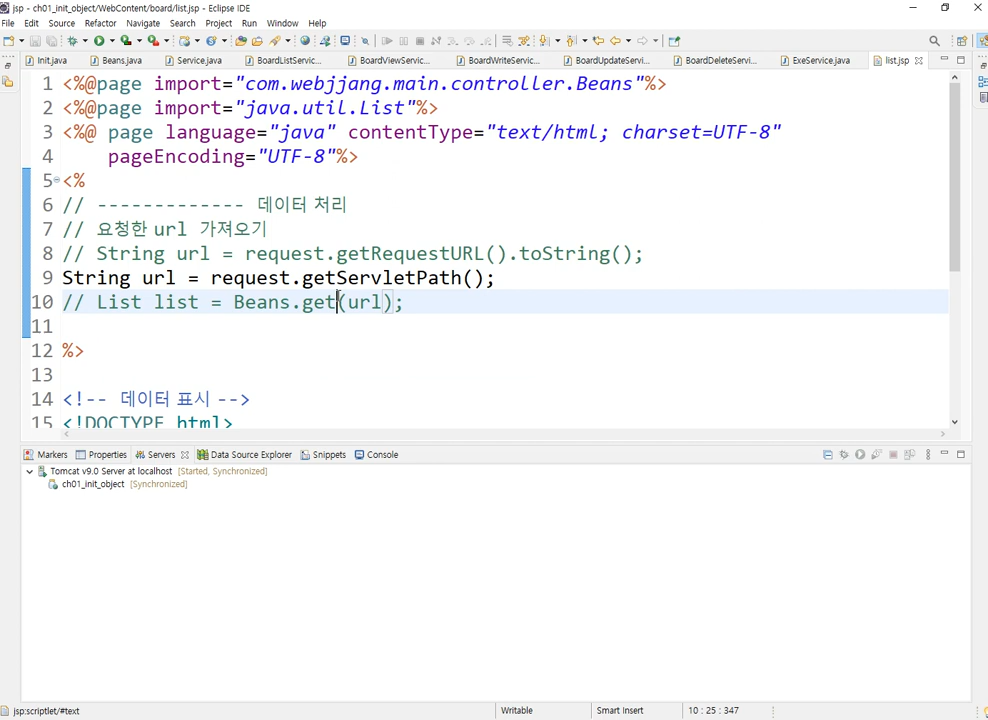 jsp - ch01_init_object/WebContent/board/list.jsp - Eclipse IDE
File Edit Source Refactor Navigate Search Project Run Window Help
Init.java Beans.java Service.java BoardListServic... BoardViewServic... BoardWriteServic... BoardUpdateServi... BoardDeleteServi... ExeService.java list.jsp
1 <%@page import="com.webjjang.main.controller.Beans"%>
2 <%@page import="java.util.List"%>
3 <%@ page language="java" contentType="text/html; charset=UTF-8"
4     pageEncoding="UTF-8"%>
5 <%
6 // ------------- 데이터 처리
7 // 요청한 url 가져오기
8 // String url = request.getRequestURL().toString();
9 String url = request.getServletPath();
10 // List list = Beans.get(url);
11
12 %>
13
14 <!-- 데이터 표시 -->
15 <!DOCTYPE html>
Markers Properties Servers Data Source Explorer Snippets Console
Tomcat v9.0 Server at localhost [Started, Synchronized]
ch01_init_object [Synchronized]
jsp:scriptlet/#text Writable Smart Insert 10 : 25 : 347